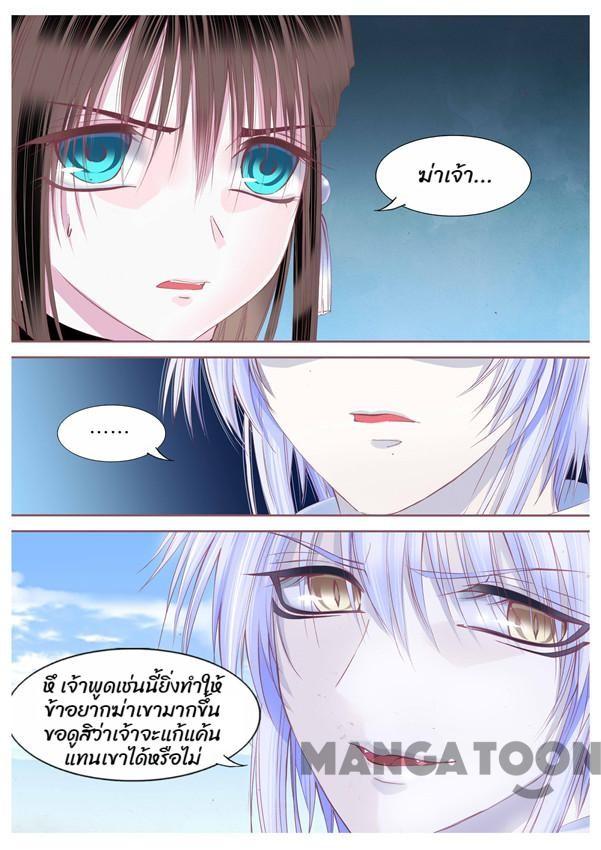 ฆ่าเจ้า...
......
หึ เจ้าพูดเช่นนี้ยิ่งทำให้
ข้าอยากฆ่าเขามากขึ้น
ขอดูสิว่าเจ้าจะแก้แค้น
แทนเขาได้หรือไม่
MANGATOON